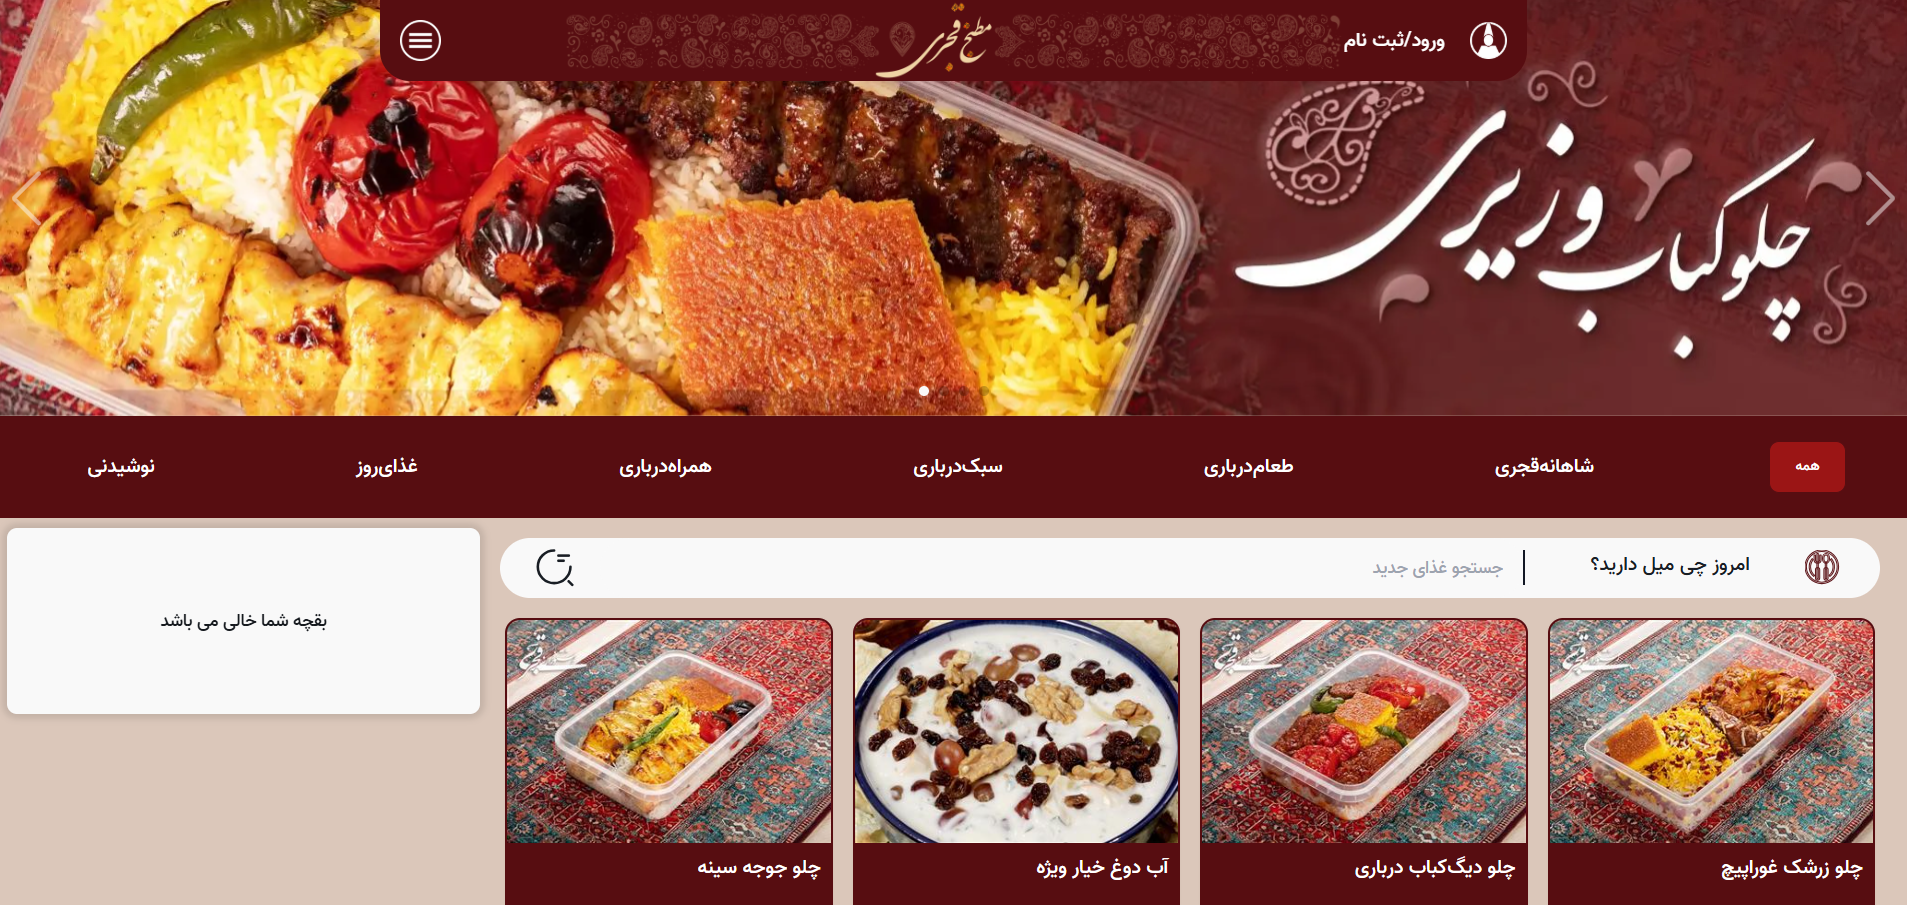 ورود/ثبت نام
مطبخ قجری
چلوکباب وزیری
همه
شاهانه‌قجری
طعام‌درباری
سبک‌درباری
همراه‌درباری
غذای‌روز
نوشیدنی
امروز چی میل دارید؟
جستجو غذای جدید
بقچه شما خالی می باشد
چلو زرشک غوراپیچ
چلو دیگ‌کباب درباری
آب دوغ خیار ویژه
چلو جوجه سینه